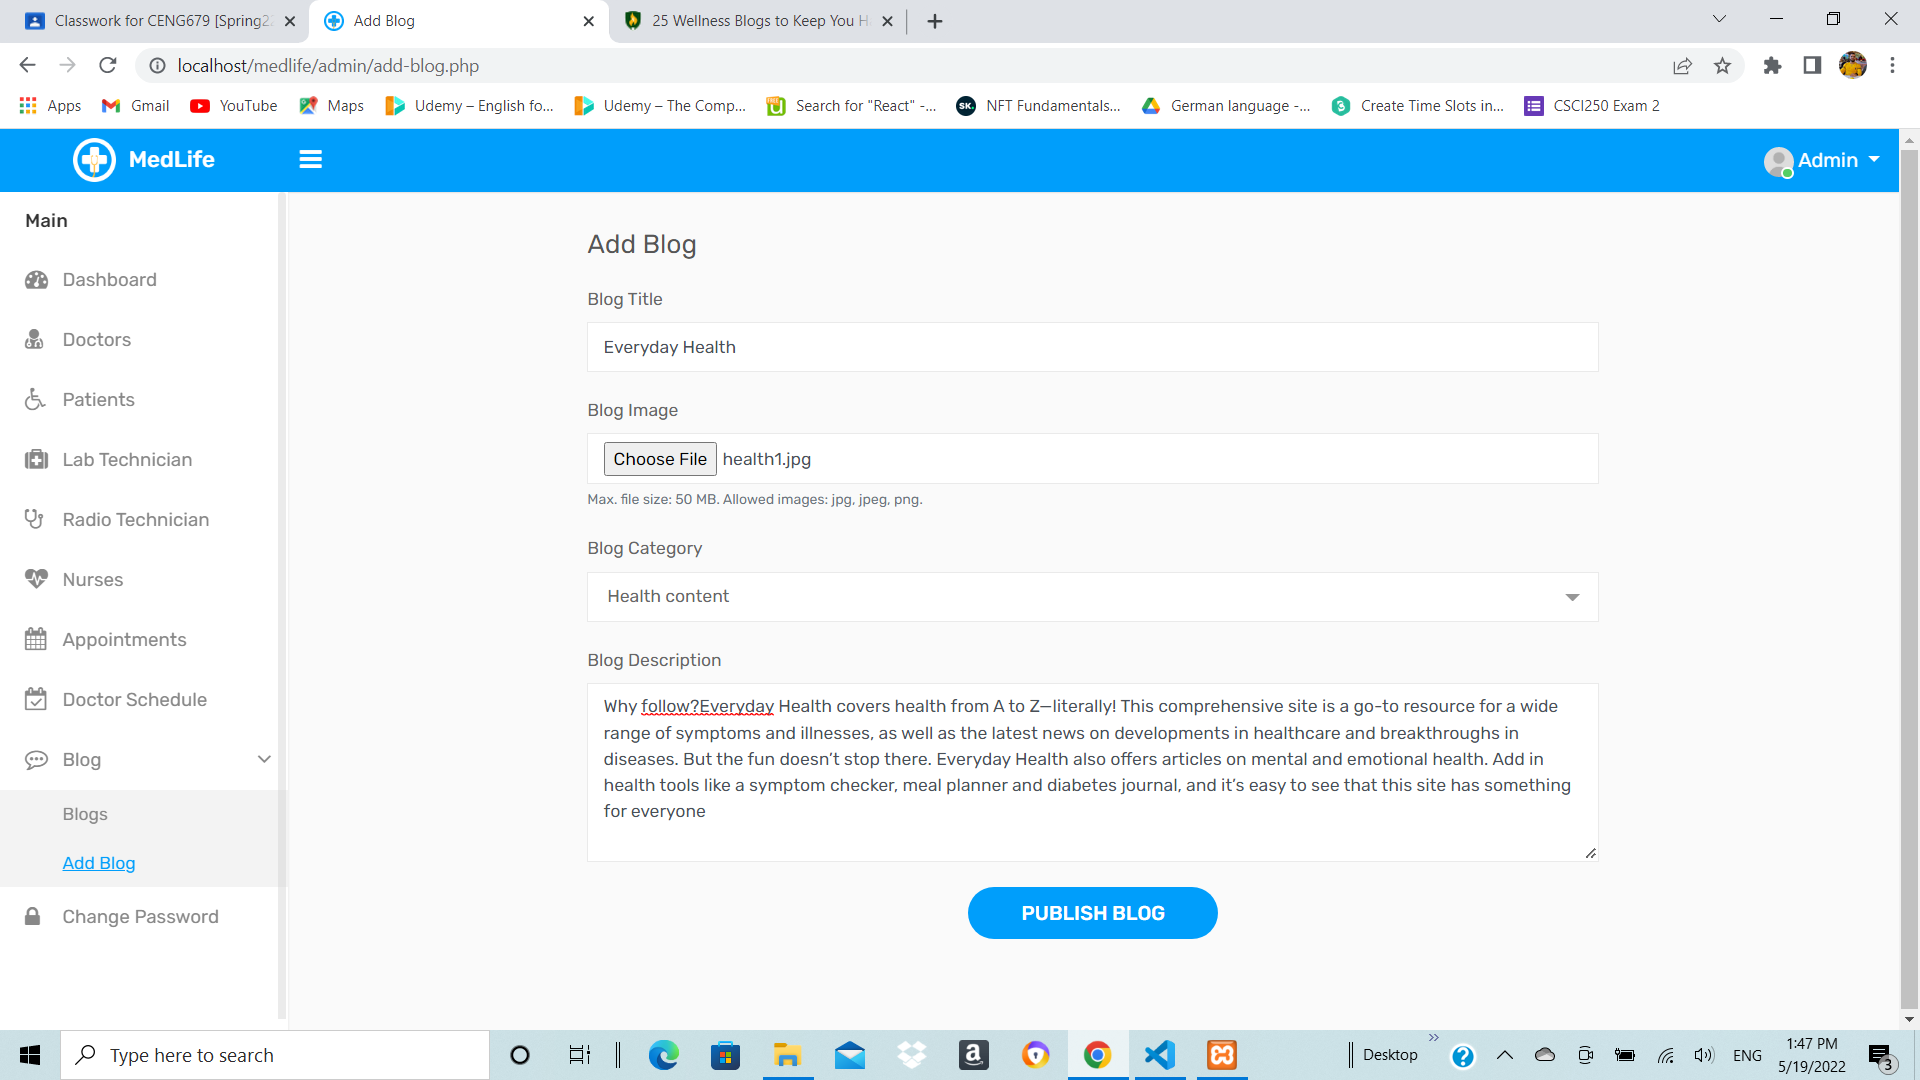 Classwork for CENG679 [Spring22
Add Blog
25 Wellness Blogs to Keep You Ha
localhost/medlife/admin/add-blog.php
Apps
Gmail
YouTube
Maps
Udemy – English fo...
Udemy – The Comp...
Search for "React" -...
SK.
NFT Fundamentals...
German language -...
Create Time Slots in...
CSCI250 Exam 2
MedLife
Admin
Main
Dashboard
Doctors
Patients
Lab Technician
Radio Technician
Nurses
Appointments
Doctor Schedule
Blog
Blogs
Add Blog
Change Password
Add Blog
Blog Title
Everyday Health
Blog Image
Choose File health1.jpg
Max. file size: 50 MB. Allowed images: jpg, jpeg, png.
Blog Category
Health content
Blog Description
Why follow?Everyday Health covers health from A to Z—literally! This comprehensive site is a go-to resource for a wide
range of symptoms and illnesses, as well as the latest news on developments in healthcare and breakthroughs in
diseases. But the fun doesn’t stop there. Everyday Health also offers articles on mental and emotional health. Add in
health tools like a symptom checker, meal planner and diabetes journal, and it’s easy to see that this site has something
for everyone
PUBLISH BLOG
Type here to search
Desktop
ENG
1:47 PM
5/19/2022
3